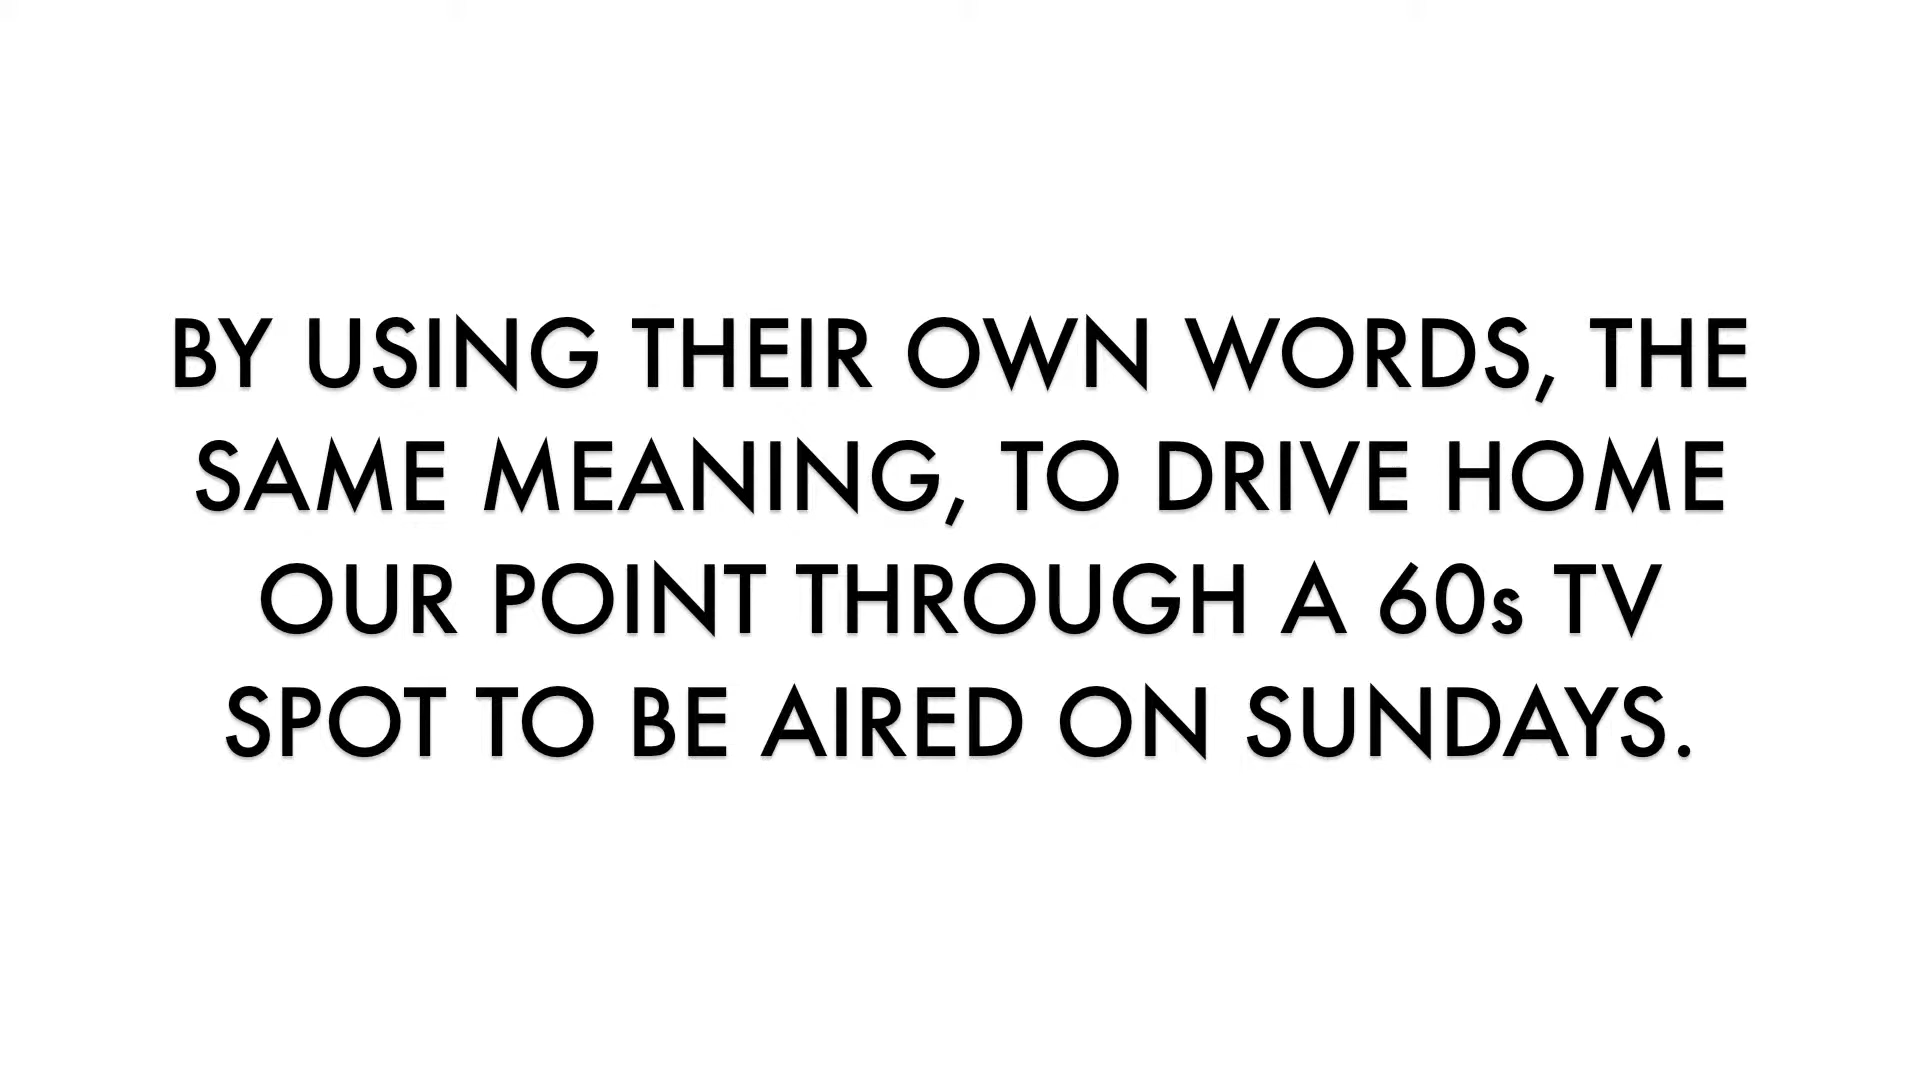 BY USING THEIR OWN WORDS, THE
SAME MEANING, TO DRIVE HOME
OUR POINT THROUGH A 60s TV
SPOT TO BE AIRED ON SUNDAYS.